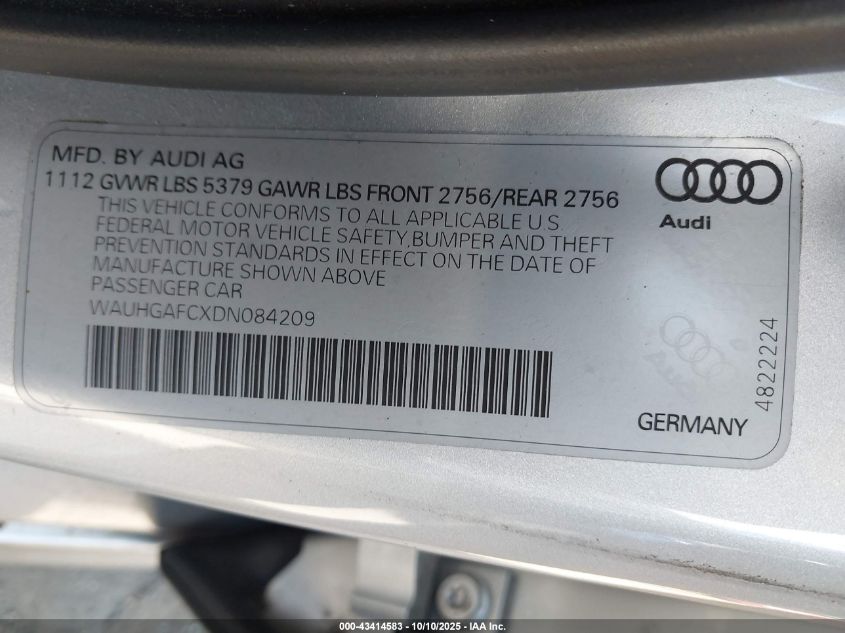 MFD. BY AUDI AG
1112 GVWR LBS 5379 GAWR LBS FRONT 2756/REAR 2756
THIS VEHICLE CONFORMS TO ALL APPLICABLE U.S.
FEDERAL MOTOR VEHICLE SAFETY,BUMPER AND THEFT
PREVENTION STANDARDS IN EFFECT ON THE DATE OF
MANUFACTURE SHOWN ABOVE
PASSENGER CAR
WAUHGAFCXDN084209
Audi
4822224
GERMANY
000-43414583 - 10/10/2025 - IAA Inc.